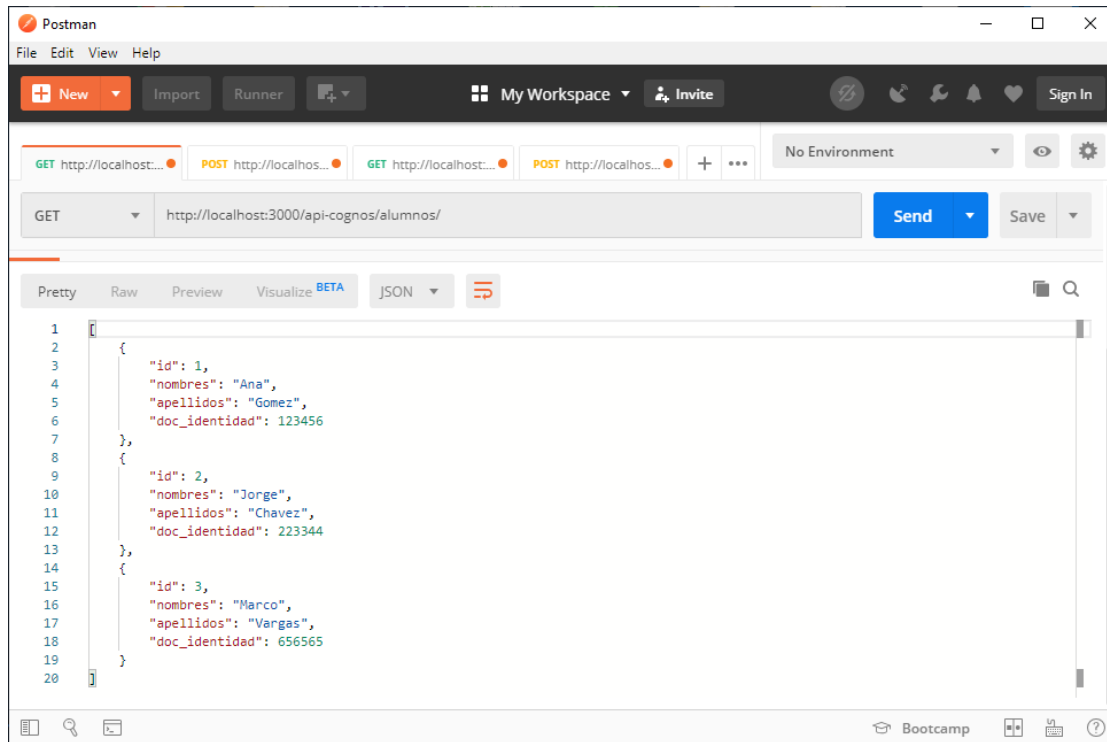 Postman
File Edit View Help
New Import Runner My Workspace Invite Sign In
GET http://localhost:... POST http://localhos... GET http://localhost:... POST http://localhos... No Environment
GET http://localhost:3000/api-cognos/alumnos/ Send Save
Pretty Raw Preview Visualize BETA JSON
1 [
2 {
3 "id": 1,
4 "nombres": "Ana",
5 "apellidos": "Gomez",
6 "doc_identidad": 123456
7 },
8 {
9 "id": 2,
10 "nombres": "Jorge",
11 "apellidos": "Chavez",
12 "doc_identidad": 223344
13 },
14 {
15 "id": 3,
16 "nombres": "Marco",
17 "apellidos": "Vargas",
18 "doc_identidad": 656565
19 }
20 ]
Bootcamp